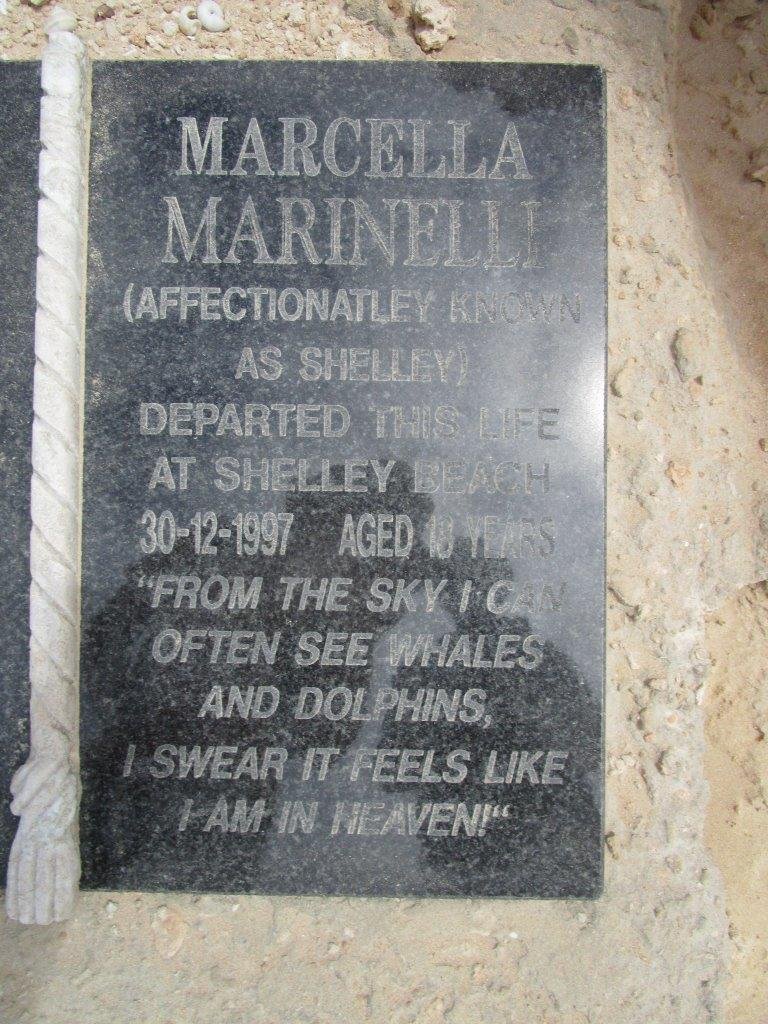 MARCELLA
MARINELLI
(AFFECTIONATLEY KNOWN
AS SHELLEY)
DEPARTED THIS LIFE
AT SHELLEY BEACH
30-12-1997 AGED 18 YEARS
"FROM THE SKY I CAN
OFTEN SEE WHALES
AND DOLPHINS,
I SWEAR IT FEELS LIKE
I AM IN HEAVEN!"